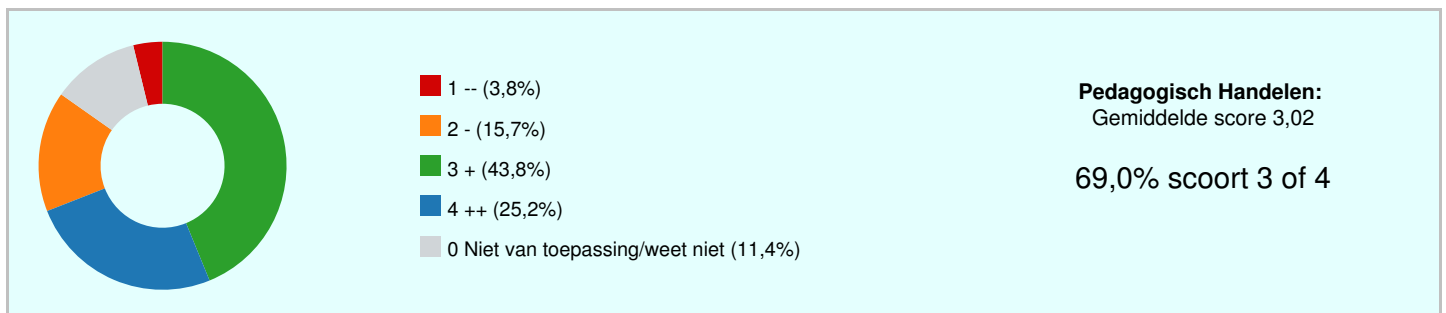 1 -- (3,8%)
2 - (15,7%)
3 + (43,8%)
4 ++ (25,2%)
0 Niet van toepassing/weet niet (11,4%)
Pedagogisch Handelen:
Gemiddelde score 3,02
69,0% scoort 3 of 4